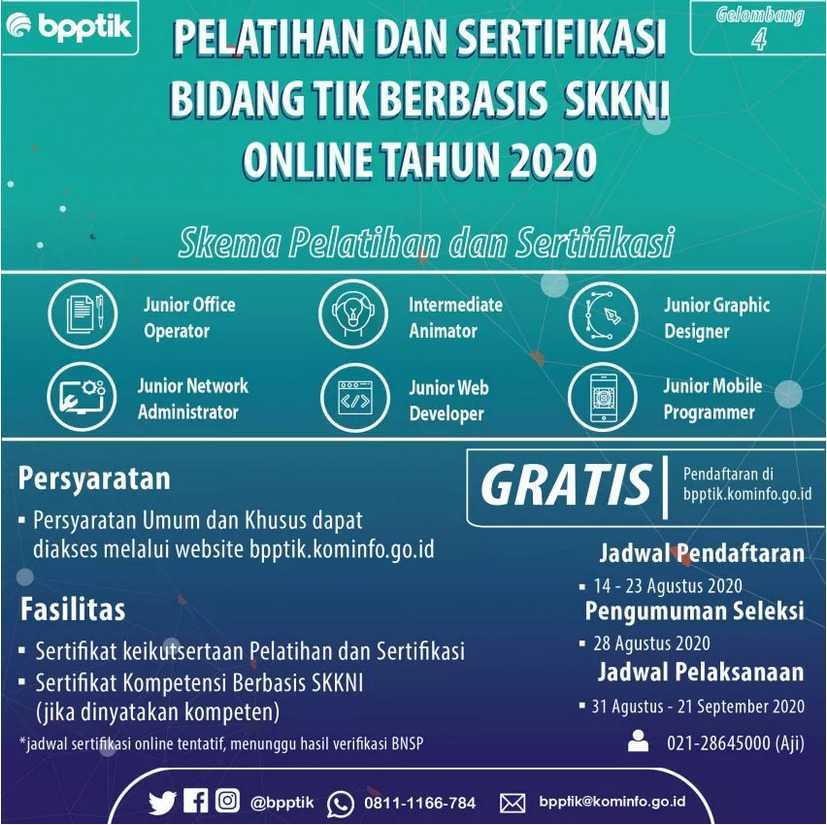 bpptik
Gelombang
4
PELATIHAN DAN SERTIFIKASI
BIDANG TIK BERBASIS SKKNI
ONLINE TAHUN 2020
Skema Pelatihan dan Sertifikasi
Junior Office
Operator
Intermediate
Animator
Junior Graphic
Designer
Junior Network
Administrator
Junior Web
Developer
Junior Mobile
Programmer
Persyaratan
▪ Persyaratan Umum dan Khusus dapat
diakses melalui website bpptik.kominfo.go.id
Fasilitas
▪ Sertifikat keikutsertaan Pelatihan dan Sertifikasi
▪ Sertifikat Kompetensi Berbasis SKKNI
(jika dinyatakan kompeten)
*jadwal sertifikasi online tentatif, menunggu hasil verifikasi BNSP
GRATIS
Pendaftaran di
bpptik.kominfo.go.id
Jadwal Pendaftaran
▪ 14 - 23 Agustus 2020
Pengumuman Seleksi
▪ 28 Agustus 2020
Jadwal Pelaksanaan
▪ 31 Agustus - 21 September 2020
021-28645000 (Aji)
@bpptik 0811-1166-784 bpptik@kominfo.go.id